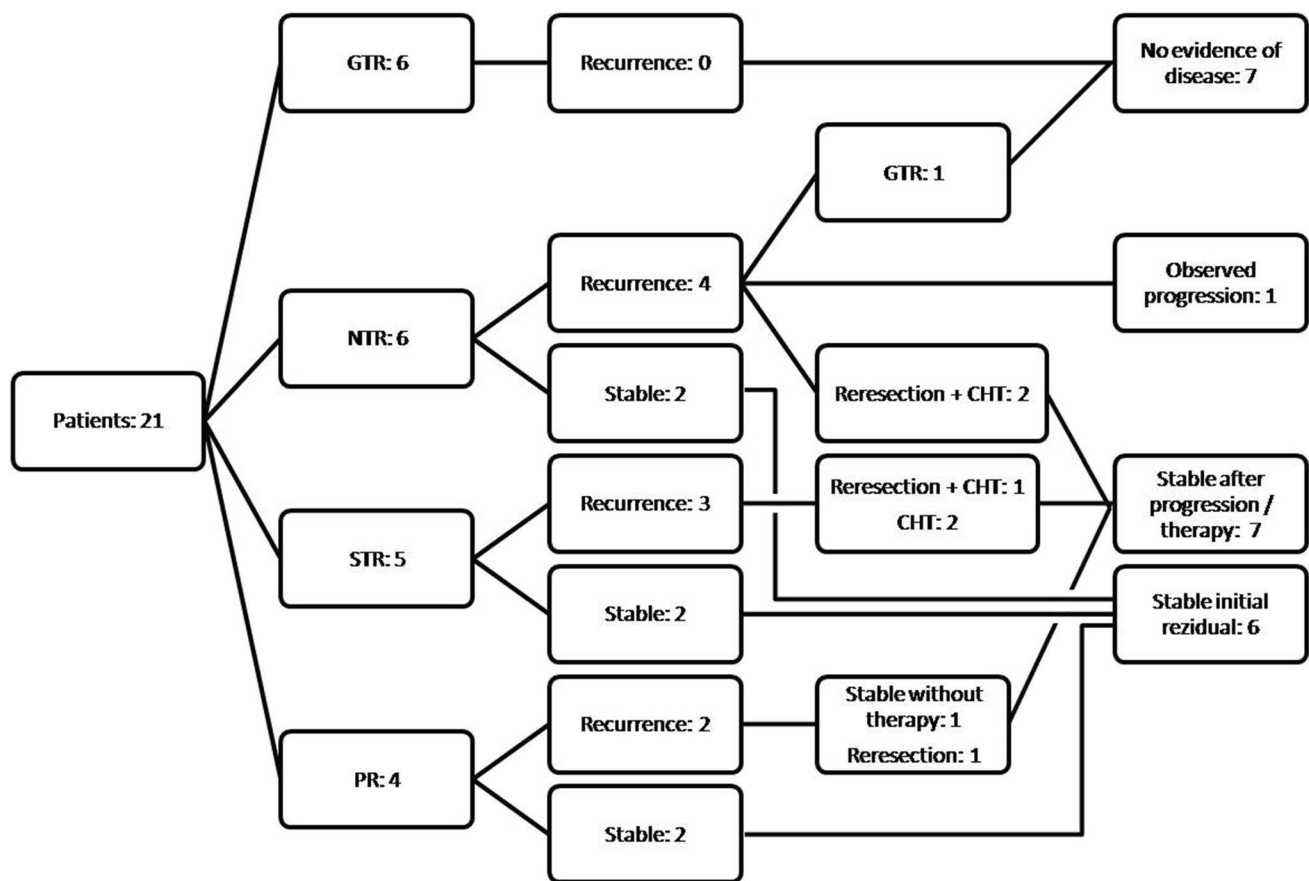 Patients: 21
GTR: 6
NTR: 6
STR: 5
PR: 4
Recurrence: 0
Recurrence: 4
Stable: 2
Recurrence: 3
Stable: 2
Recurrence: 2
Stable: 2
GTR: 1
Reresection + CHT: 2
Reresection + CHT: 1
CHT: 2
Stable without
therapy: 1
Reresection: 1
No evidence of
disease: 7
Observed
progression: 1
Stable after
progression /
therapy: 7
Stable initial
rezidual: 6